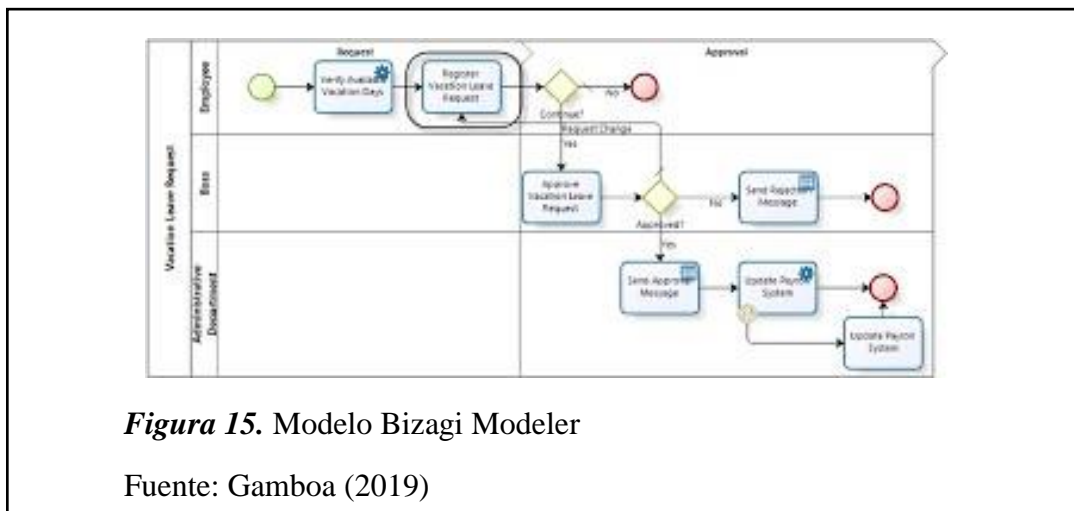 Request
Approval
Vacation Leave Request
Employee
Verify Available
Vacation Days
Register
Vacation Leave
Request
Continue?
No
Request Change
Yes
Boss
Approve
Vacation Leave
Request
Approved?
No
Send Rejection
Message
Yes
Administrative
Department
Send Approval
Message
Update Payroll
System
Update Payroll
System
Figura 15. Modelo Bizagi Modeler
Fuente: Gamboa (2019)